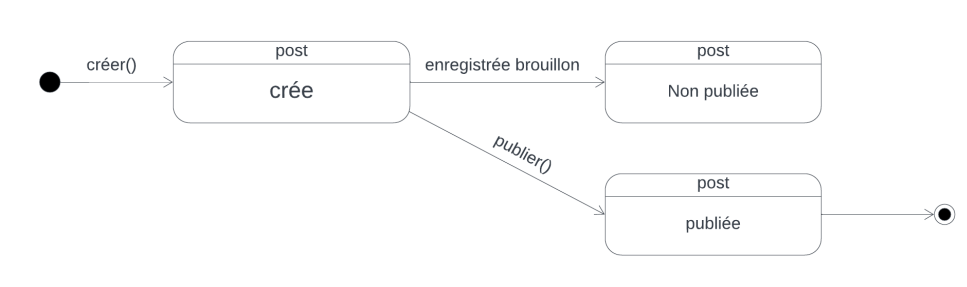 créer()
post
crée
enregistrée brouillon
post
Non publiée
publier()
post
publiée